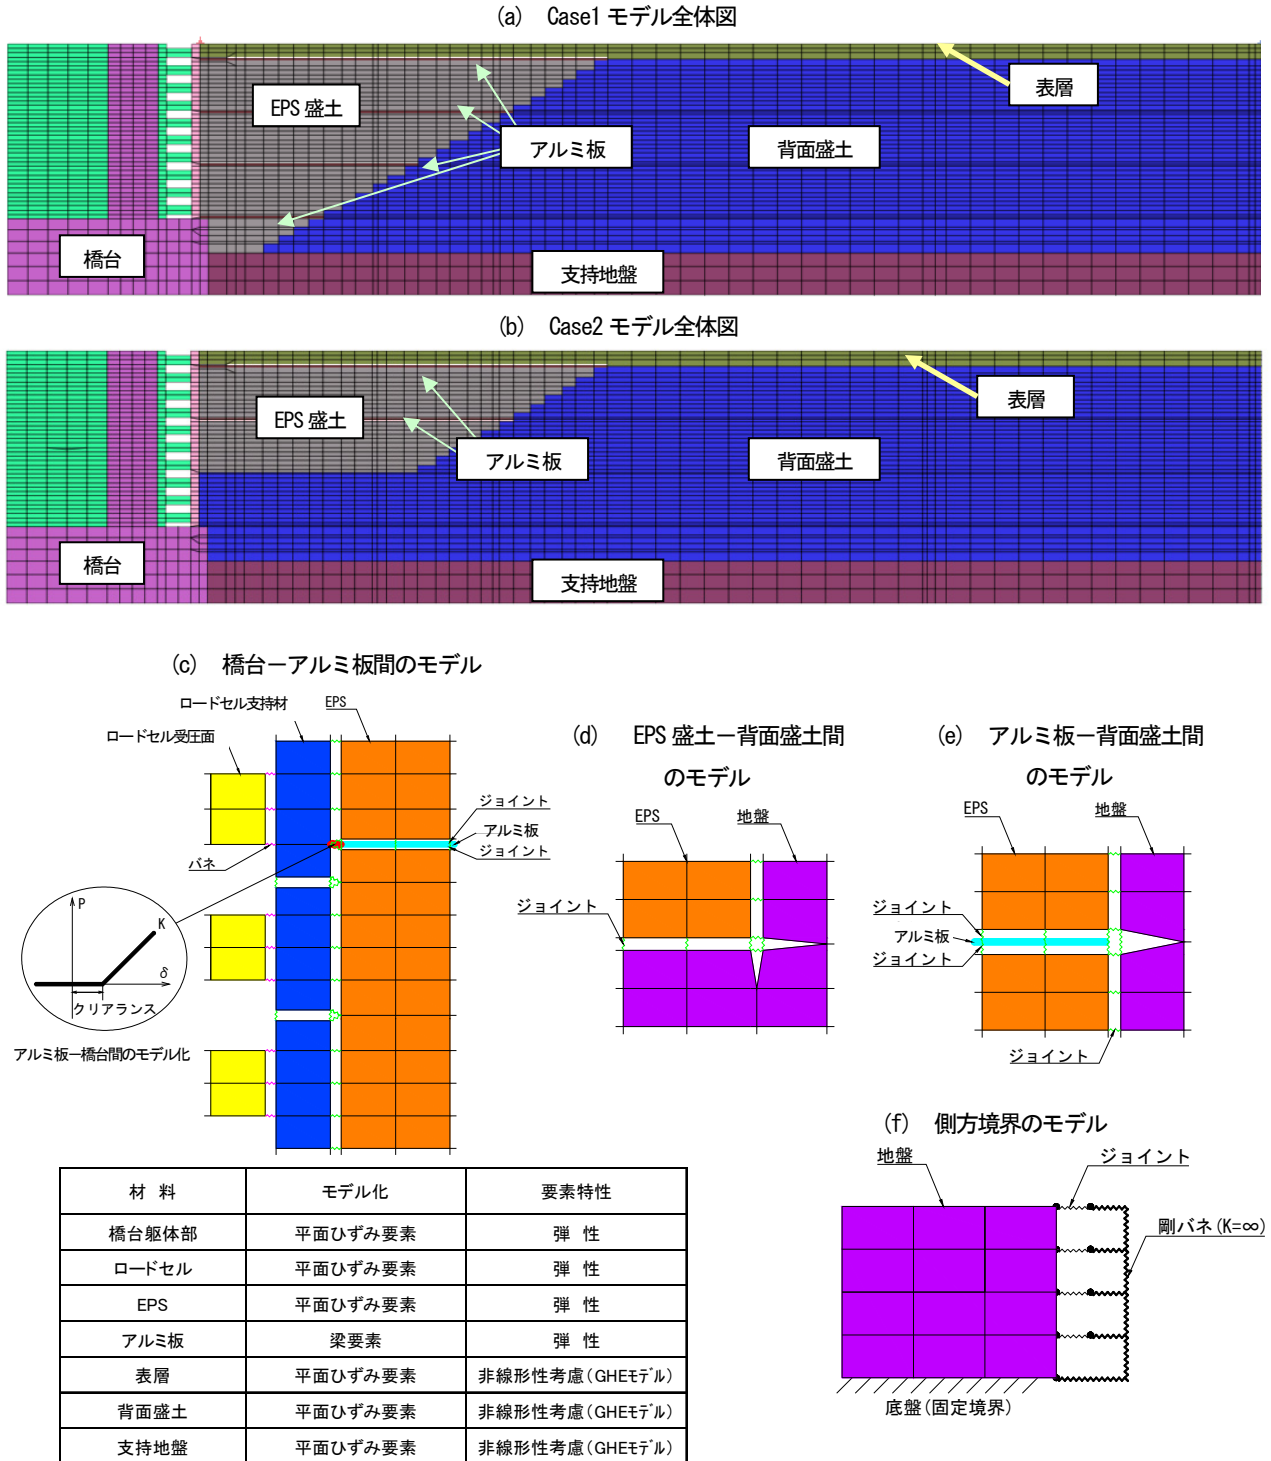 (a) Case1 モデル全体図
表層
EPS 盛土
アルミ板
背面盛土
橋台
支持地盤
(b) Case2 モデル全体図
表層
EPS 盛土
アルミ板
背面盛土
橋台
支持地盤
(c) 橋台－アルミ板間のモデル
ロードセル支持材
EPS
ロードセル受圧面
ジョイント
アルミ板
ジョイント
バネ
P
K
δ
クリアランス
アルミ板－橋台間のモデル化
(d) EPS 盛土－背面盛土間
のモデル
EPS
地盤
ジョイント
(e) アルミ板－背面盛土間
のモデル
EPS
地盤
ジョイント
アルミ板
ジョイント
ジョイント
(f) 側方境界のモデル
地盤
ジョイント
剛バネ(K=∞)
底盤(固定境界)
材 料 モデル化 要素特性
橋台躯体部 平面ひずみ要素 弾 性
ロードセル 平面ひずみ要素 弾 性
EPS 平面ひずみ要素 弾 性
アルミ板 梁要素 弾 性
表層 平面ひずみ要素 非線形性考慮(GHEﾓﾃﾞﾙ)
背面盛土 平面ひずみ要素 非線形性考慮(GHEﾓﾃﾞﾙ)
支持地盤 平面ひずみ要素 非線形性考慮(GHEﾓﾃﾞﾙ)